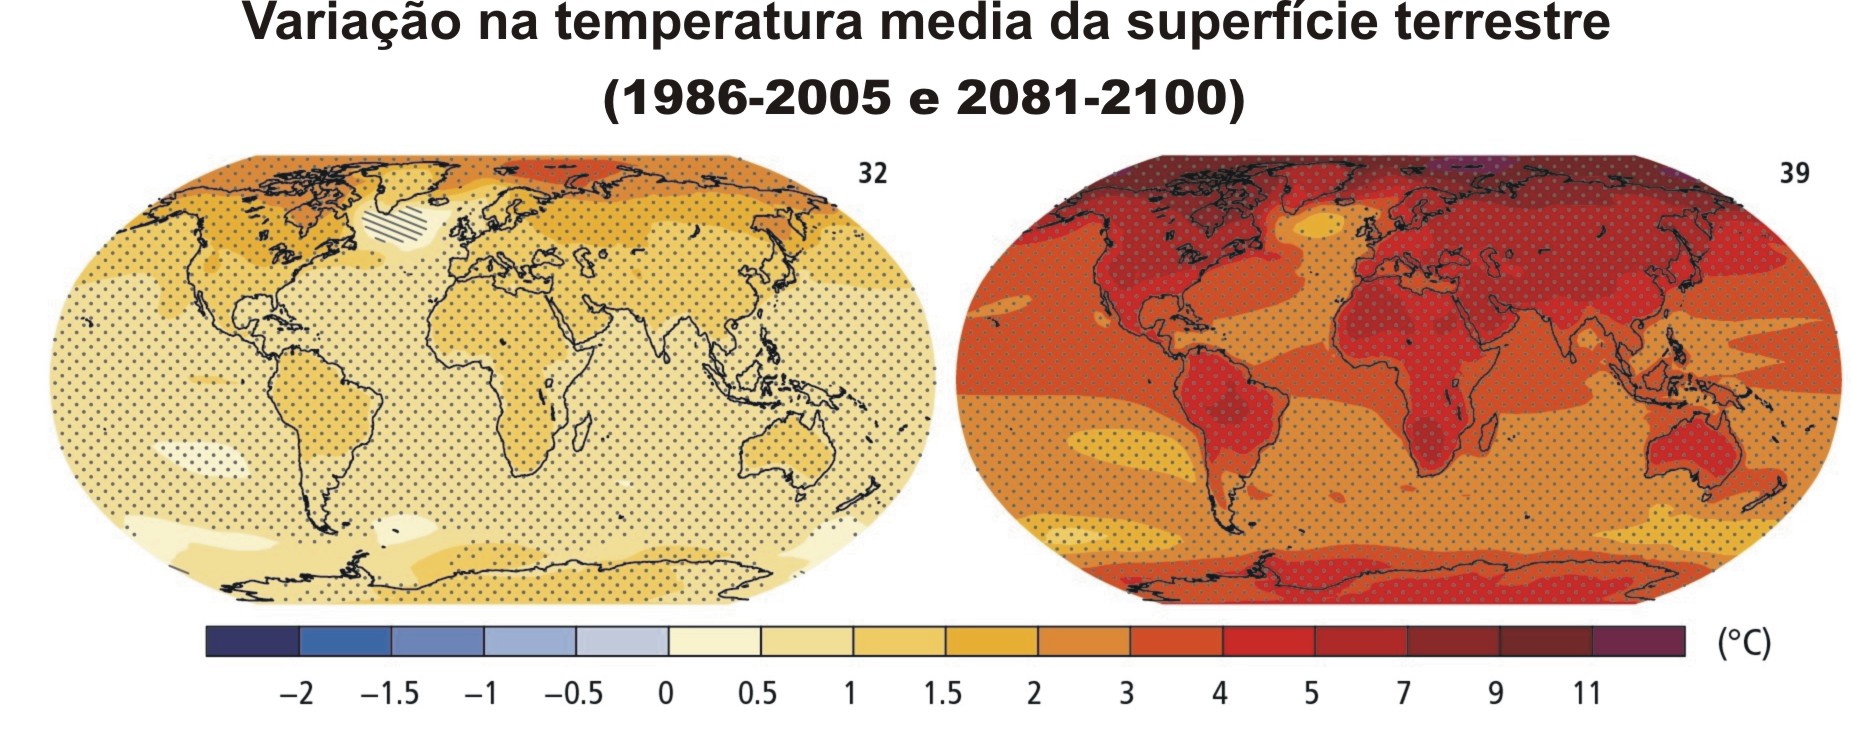 Variação na temperatura media da superfície terrestre
(1986-2005 e 2081-2100)
32
39
(°C)
−2 −1.5 −1 −0.5 0 0.5 1 1.5 2 3 4 5 7 9 11